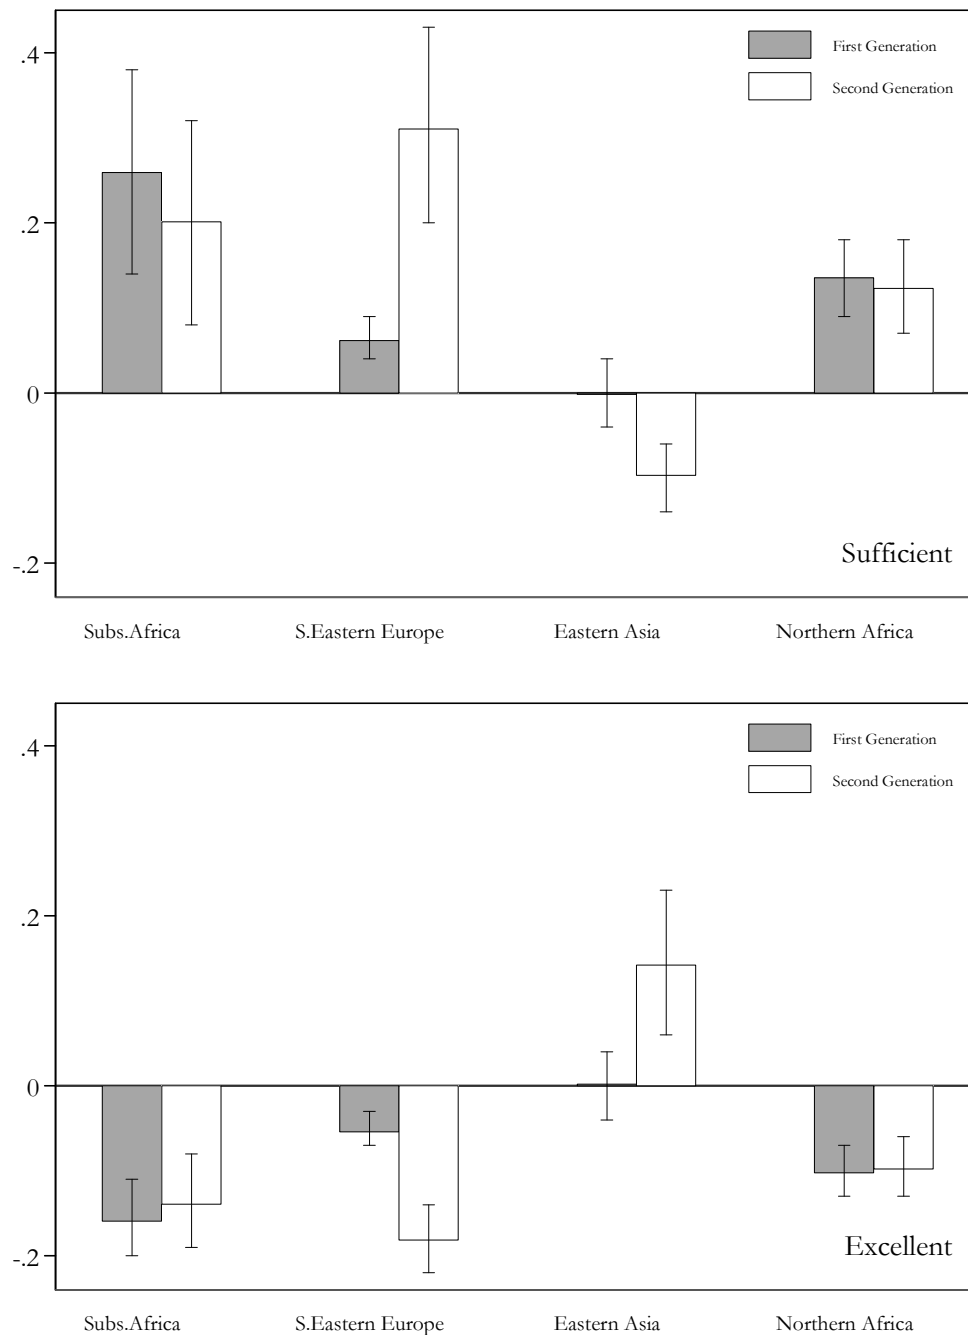 .4
.2
0
-.2
First Generation
Second Generation
Sufficient
Subs.Africa S.Eastern Europe Eastern Asia Northern Africa
.4
.2
0
-.2
First Generation
Second Generation
Excellent
Subs.Africa S.Eastern Europe Eastern Asia Northern Africa